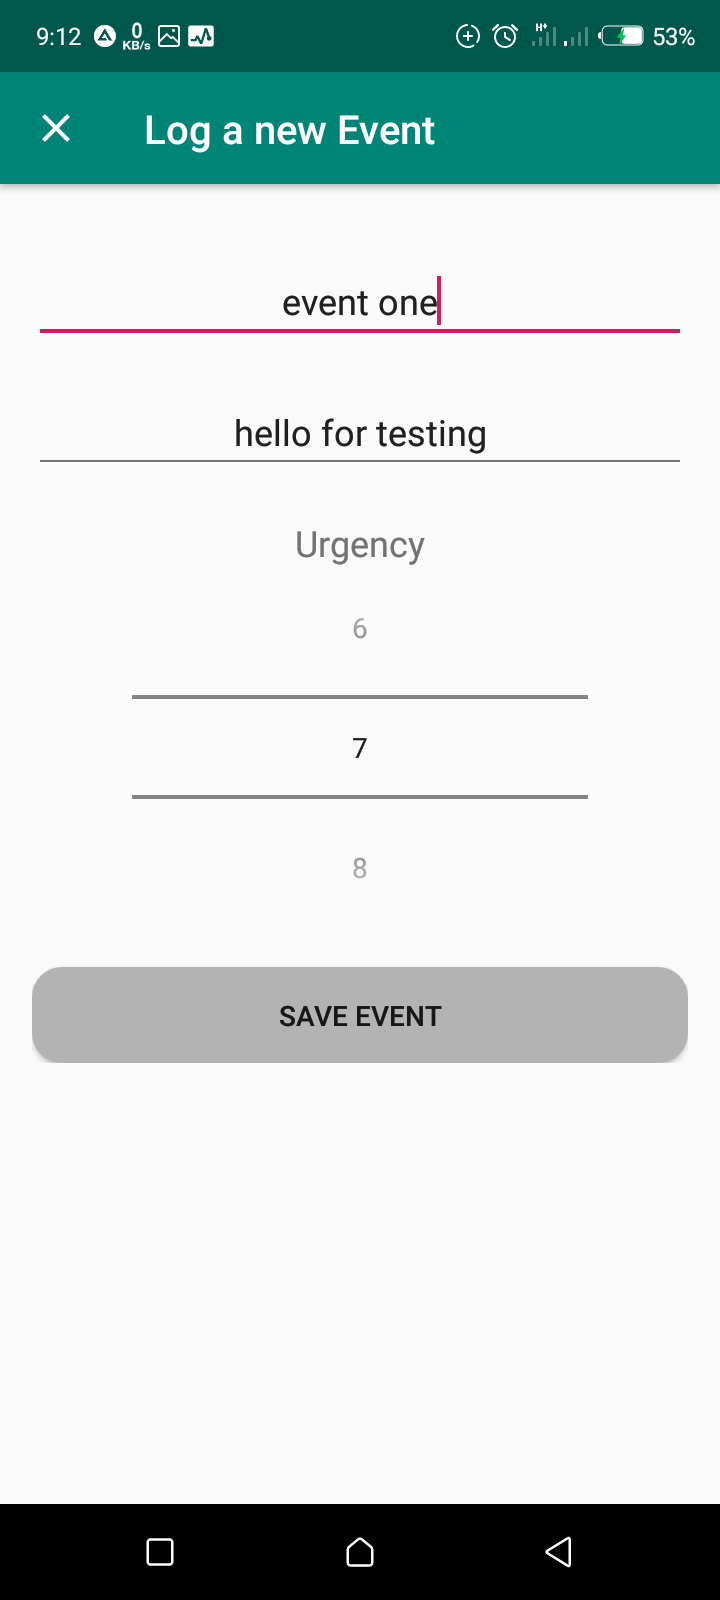 9:12 0 KB/s H+ 53%
Log a new Event
event one
hello for testing
Urgency
6
7
8
SAVE EVENT